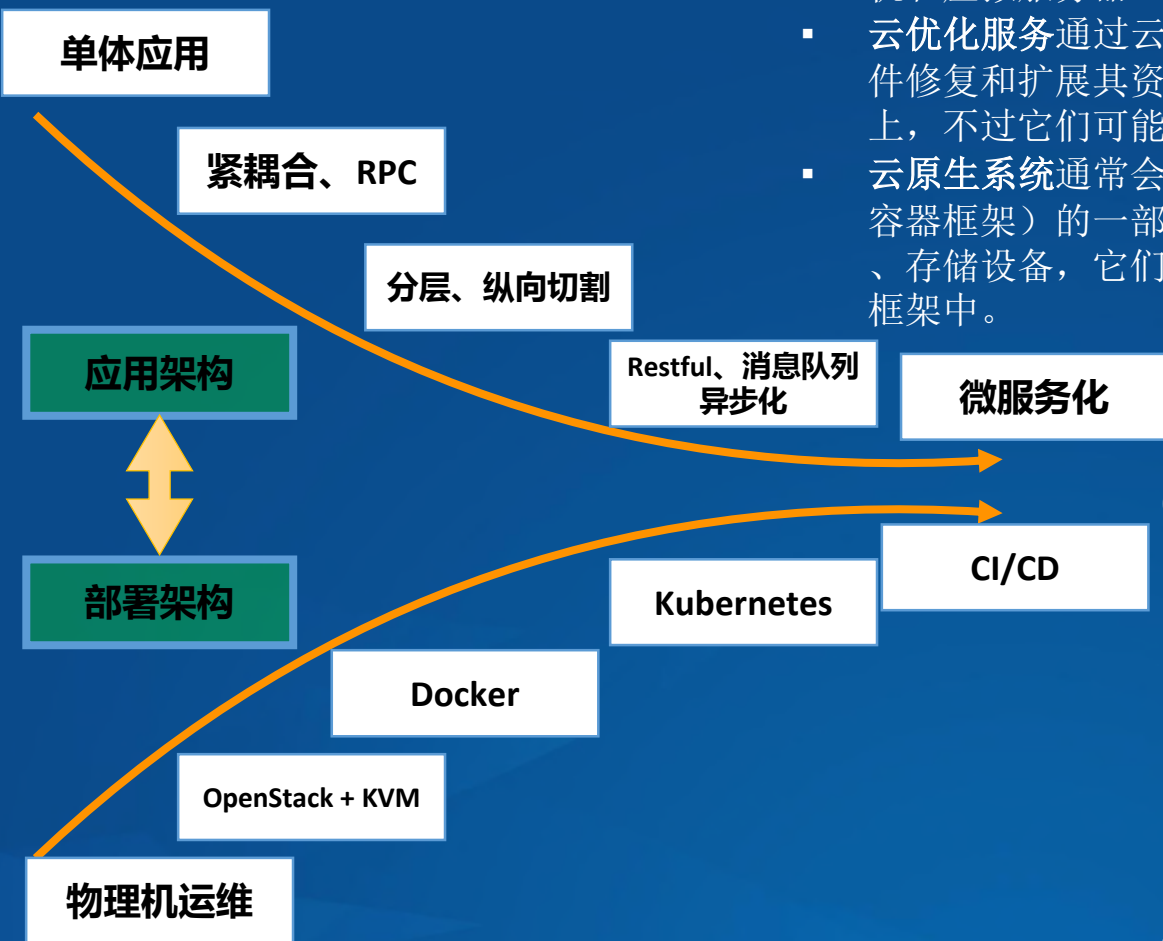 单体应用
▪ 云优化服务通过云
件修复和扩展其资
上，不过它们可能
▪ 云原生系统通常会
容器框架）的一部
、存储设备，它们
框架中。
紧耦合、RPC
分层、纵向切割
应用架构
Restful、消息队列
异步化
微服务化
部署架构
Kubernetes
CI/CD
Docker
OpenStack + KVM
物理机运维